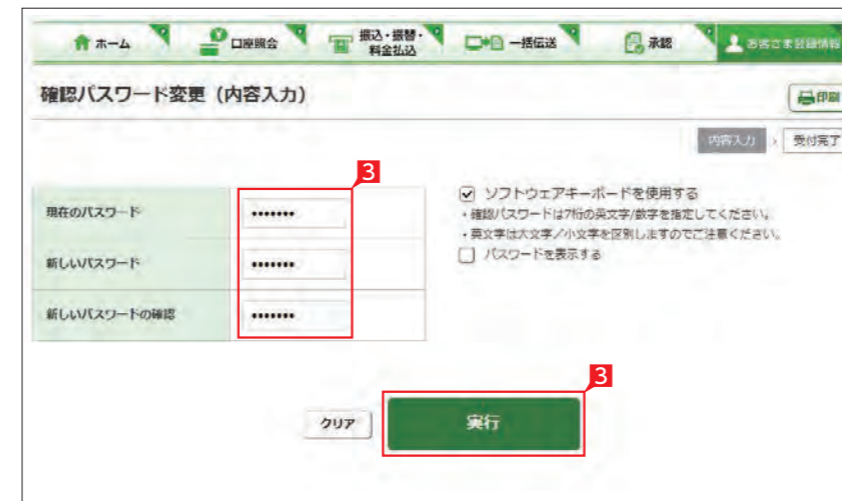 ホーム
口座照会
振込・振替・
料金払込
一括伝送
承認
お客さま登録情報
確認パスワード変更（内容入力）
印刷
内容入力 › 受付完了
3
現在のパスワード •••••••
新しいパスワード •••••••
新しいパスワードの確認 •••••••
ソフトウェアキーボードを使用する
・確認パスワードは7桁の英文字/数字を指定してください。
・英文字は大文字／小文字を区別しますのでご注意ください。
パスワードを表示する
3
クリア
実行